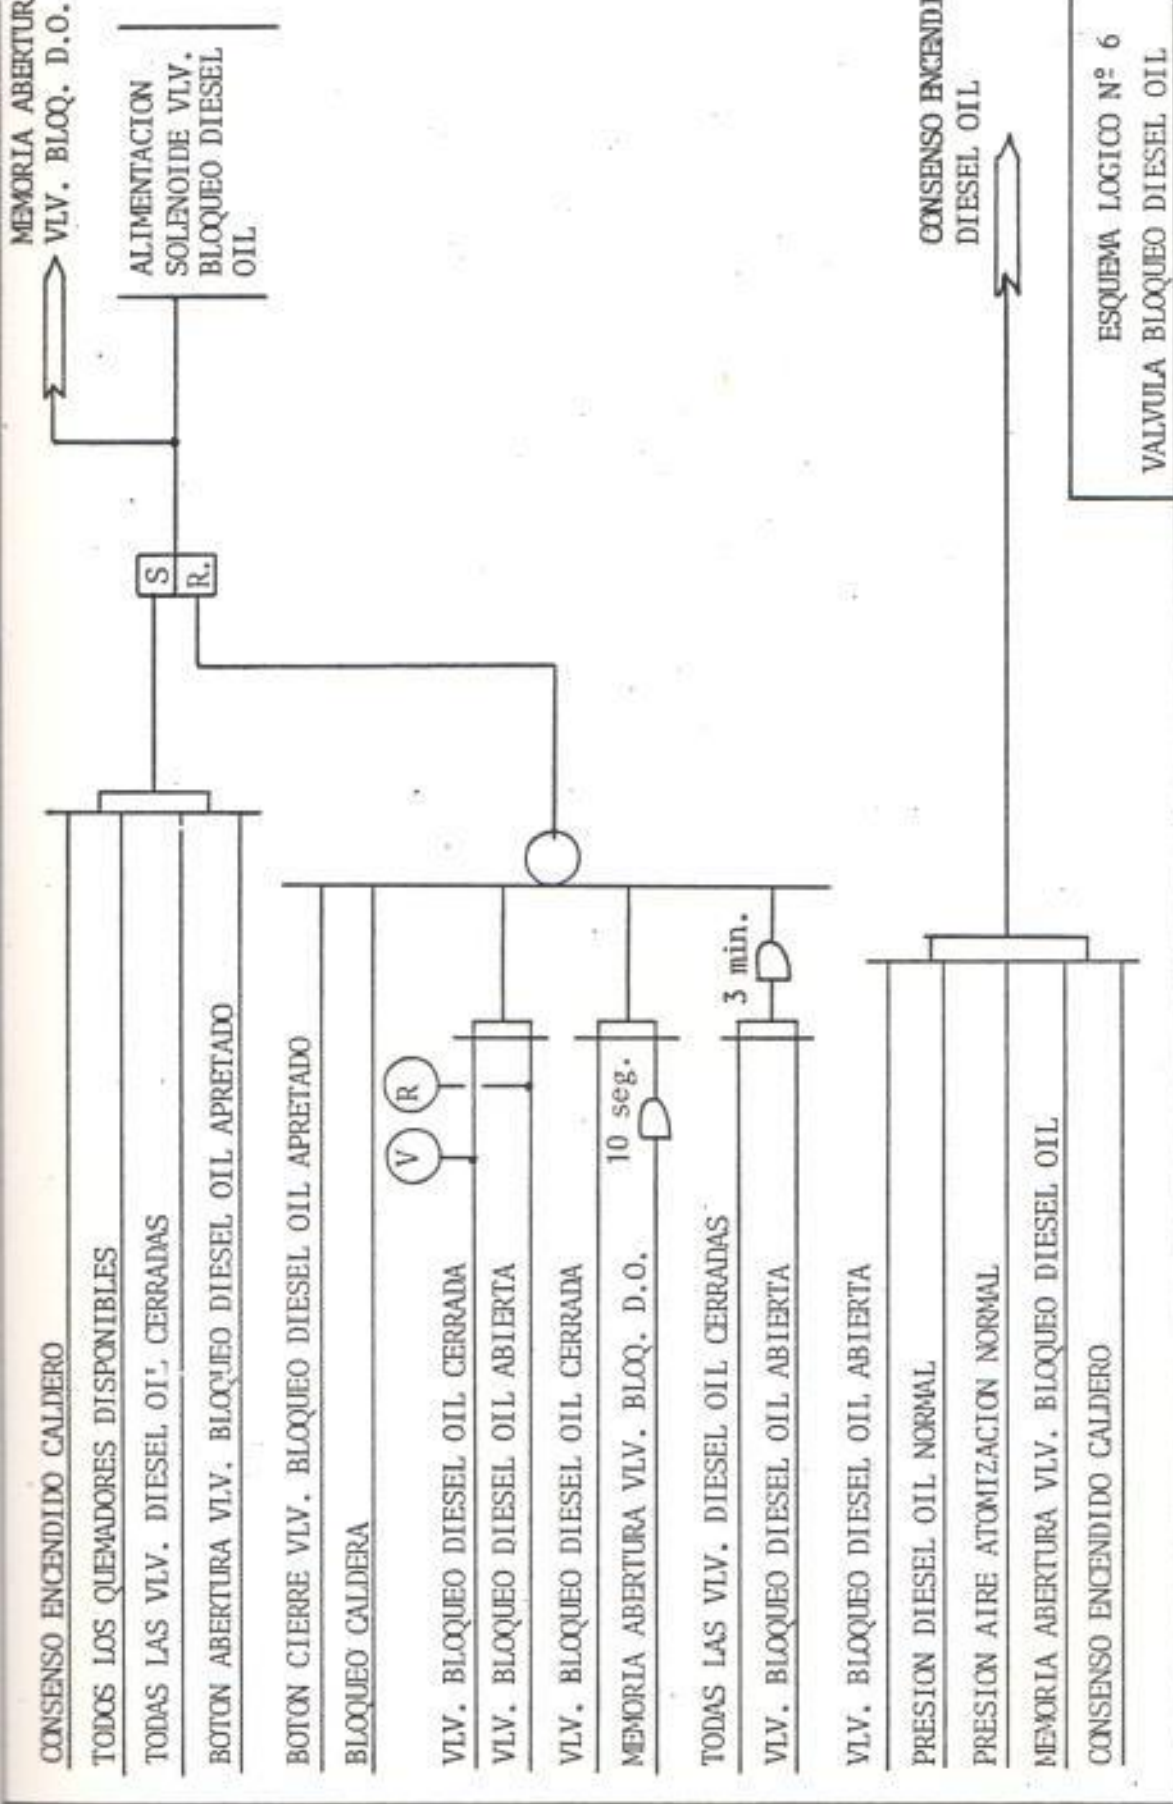 CONSENSO ENCENDIDO CALDERO
TODOS LOS QUEMADORES DISPONIBLES
TODAS LAS VLV. DIESEL OIL CERRADAS
BOTON ABERTURA VLV. BLOQUEO DIESEL OIL APRETADO
BOTON CIERRE VLV. BLOQUEO DIESEL OIL APRETADO
BLOQUEO CALDERA
VLV. BLOQUEO DIESEL OIL CERRADA
VLV. BLOQUEO DIESEL OIL ABIERTA
VLV. BLOQUEO DIESEL OIL CERRADA
MEMORIA ABERTURA VLV. BLOQ. D.O.
TODAS LAS VLV. DIESEL OIL CERRADAS
VLV. BLOQUEO DIESEL OIL ABIERTA
V
R
10 seg.
3 min.
S
R.
MEMORIA ABERTUR
VLV. BLOQ. D.O.
ALIMENTACION
SOLENOIDE VLV.
BLOQUEO DIESEL
OIL
VLV. BLOQUEO DIESEL OIL ABIERTA
PRESION DIESEL OIL NORMAL
PRESION AIRE ATOMIZACION NORMAL
MEMORIA ABERTURA VLV. BLOQUEO DIESEL OIL
CONSENSO ENCENDIDO CALDERO
CONSENSO ENCENDI
DIESEL OIL
ESQUEMA LOGICO Nº 6
VALVULA BLOQUEO DIESEL OIL